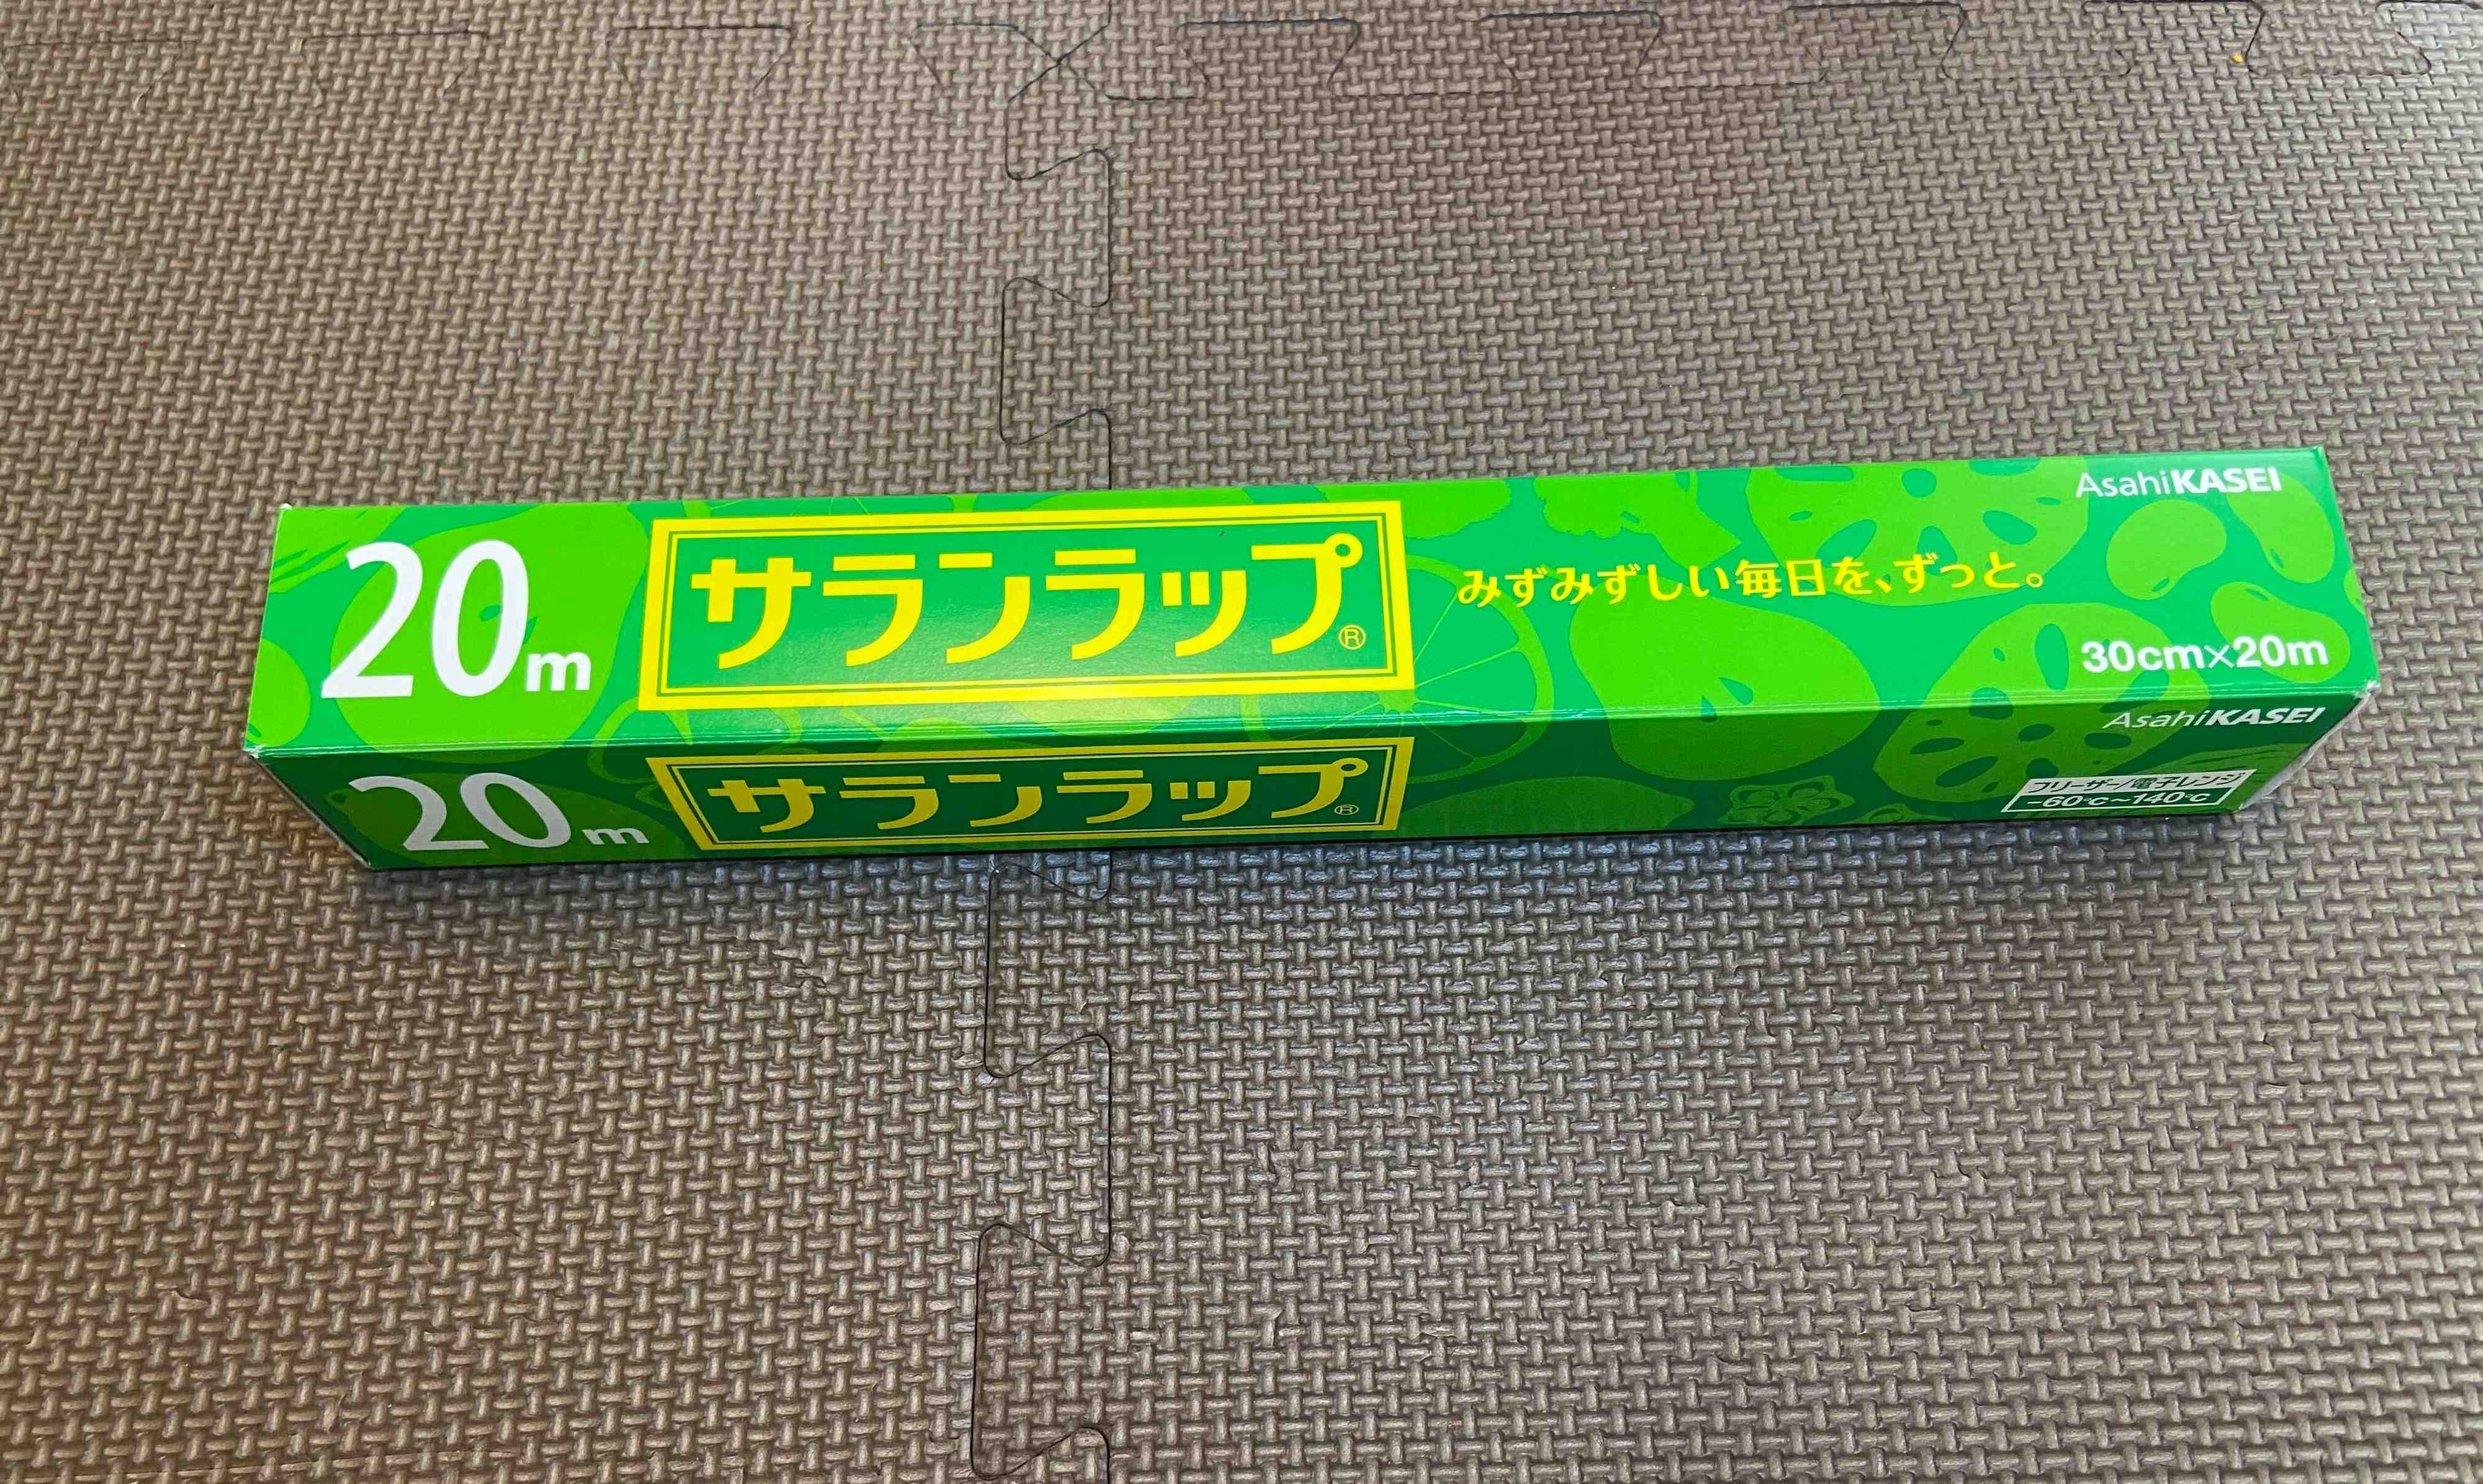 AsahiKASEI
20m
サランラップ®
みずみずしい毎日を、ずっと。
30cm×20m
AsahiKASEI
20m
サランラップ®
フリーザー/電子レンジ
-60℃~140℃